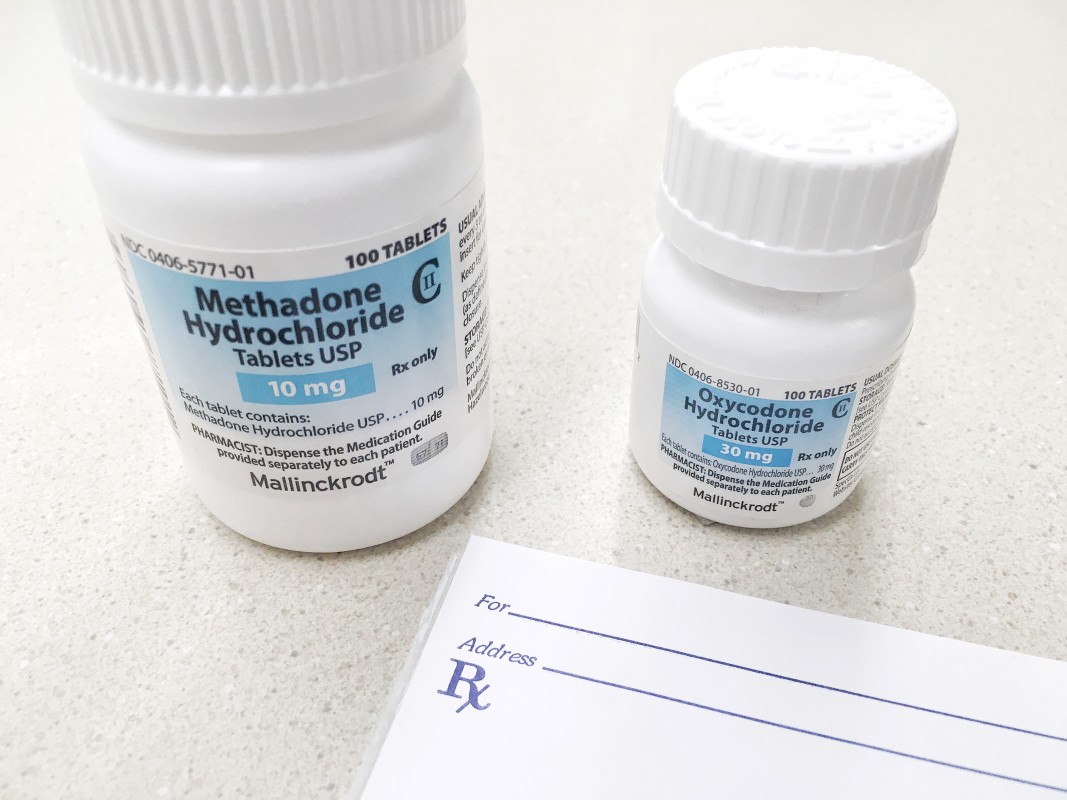 NDC 0406-5771-01 100 TABLETS
Methadone CII
Hydrochloride
Tablets USP
10 mg Rx only
Each tablet contains:
Methadone Hydrochloride USP.... 10 mg
PHARMACIST: Dispense the Medication Guide
provided separately to each patient.
Mallinckrodt™
NDC 0406-8530-01 100 TABLETS
Oxycodone CII
Hydrochloride
Tablets USP
30 mg Rx only
Each tablet contains: Oxycodone Hydrochloride USP... 30 mg
PHARMACIST: Dispense the Medication Guide
provided separately to each patient.
Mallinckrodt™
For
Address
Rx